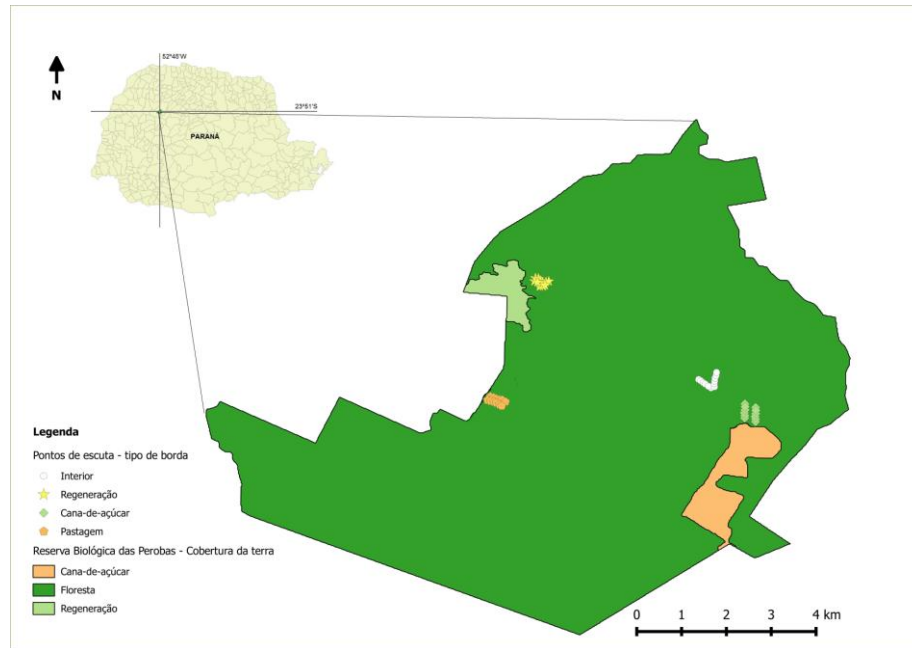 52°48'W
N
23°51'S
PARANÁ
Legenda
Pontos de escuta - tipo de borda
Interior
Regeneração
Cana-de-açúcar
Pastagem
Reserva Biológica das Perobas - Cobertura da terra
Cana-de-açúcar
Floresta
Regeneração
0 1 2 3 4 km